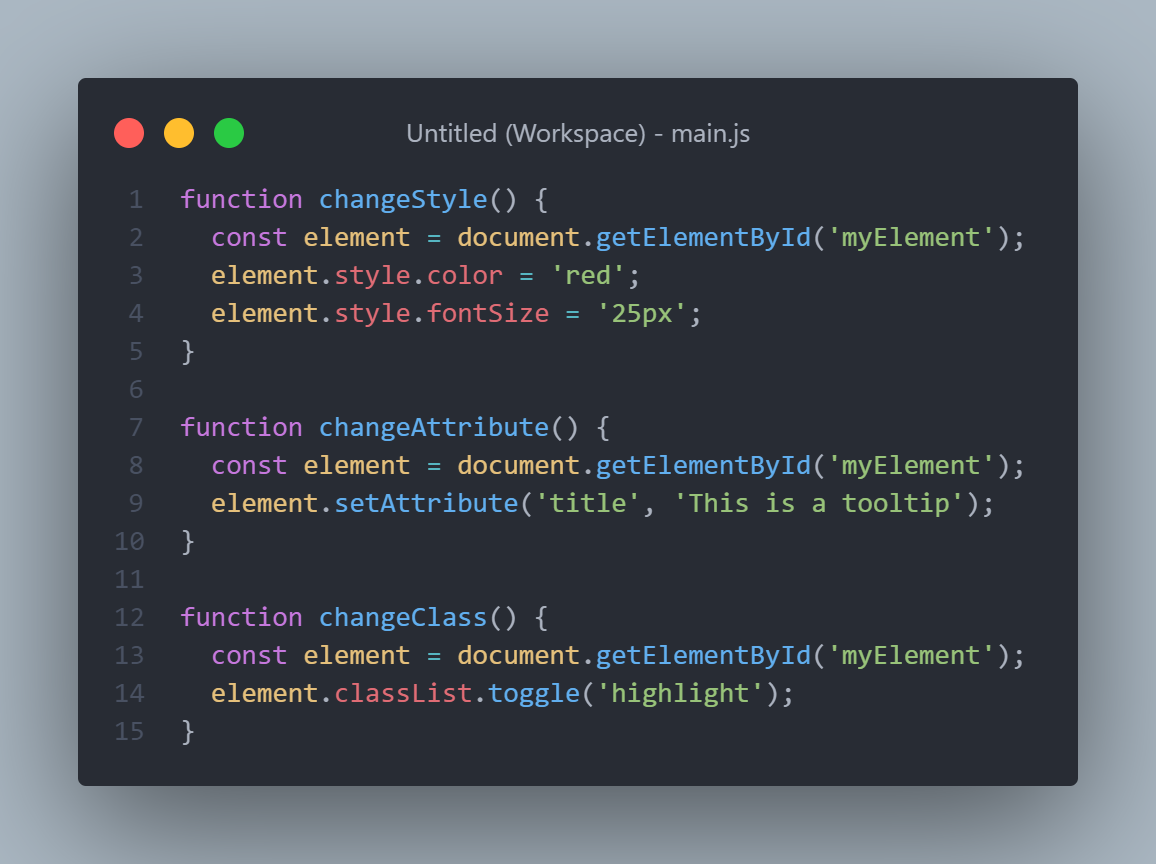 Untitled (Workspace) - main.js
1 function changeStyle() {
2   const element = document.getElementById('myElement');
3   element.style.color = 'red';
4   element.style.fontSize = '25px';
5 }
6
7 function changeAttribute() {
8   const element = document.getElementById('myElement');
9   element.setAttribute('title', 'This is a tooltip');
10 }
11
12 function changeClass() {
13   const element = document.getElementById('myElement');
14   element.classList.toggle('highlight');
15 }